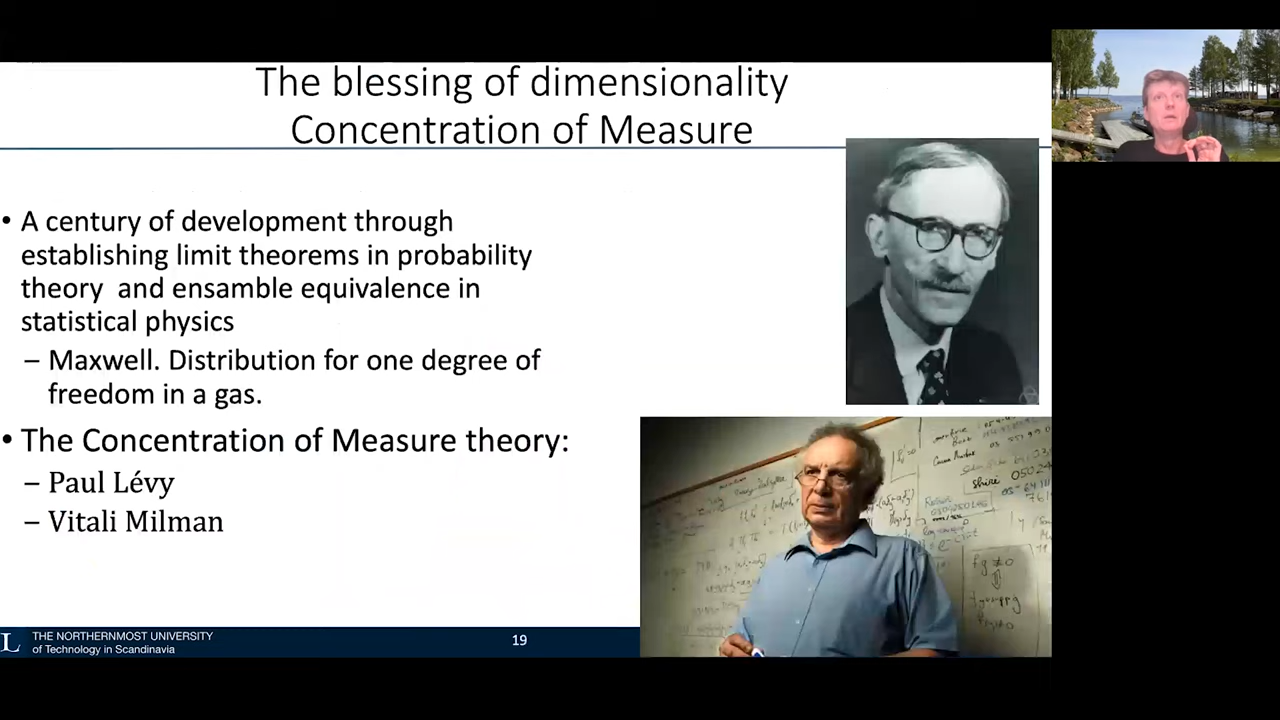 The blessing of dimensionality
Concentration of Measure
• A century of development through
establishing limit theorems in probability
theory and ensamble equivalence in
statistical physics
– Maxwell. Distribution for one degree of
freedom in a gas.
• The Concentration of Measure theory:
– Paul Lévy
– Vitali Milman
L THE NORTHERNMOST UNIVERSITY
of Technology in Scandinavia
19
shiri